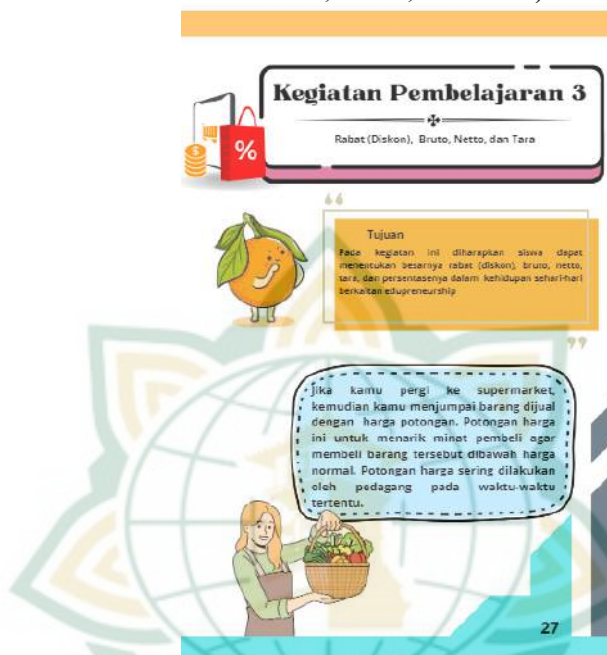 Kegiatan Pembelajaran 3
Rabat (Diskon), Bruto, Netto, dan Tara
%
$
Tujuan
Pada kegiatan ini diharapkan siswa dapat
menentukan besarnya rabat (diskon), bruto, netto,
tara, dan persentasenya dalam kehidupan sehari-hari
berkaitan edupreneurship
Jika kamu pergi ke supermarket,
kemudian kamu menjumpai barang dijual
dengan harga potongan. Potongan harga
ini untuk menarik minat pembeli agar
membeli barang tersebut dibawah harga
normal. Potongan harga sering dilakukan
oleh pedagang pada waktu-waktu
tertentu.
27